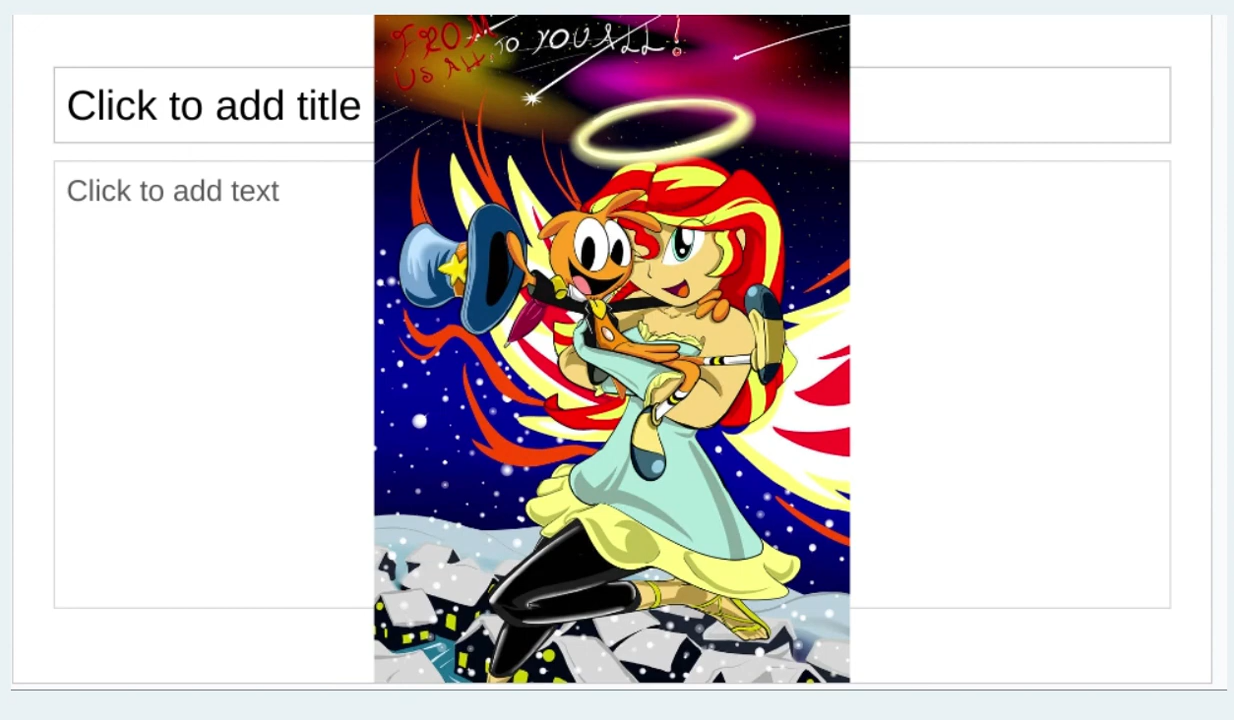 FROM
US ALL, TO YOU ALL!
Click to add title
Click to add text